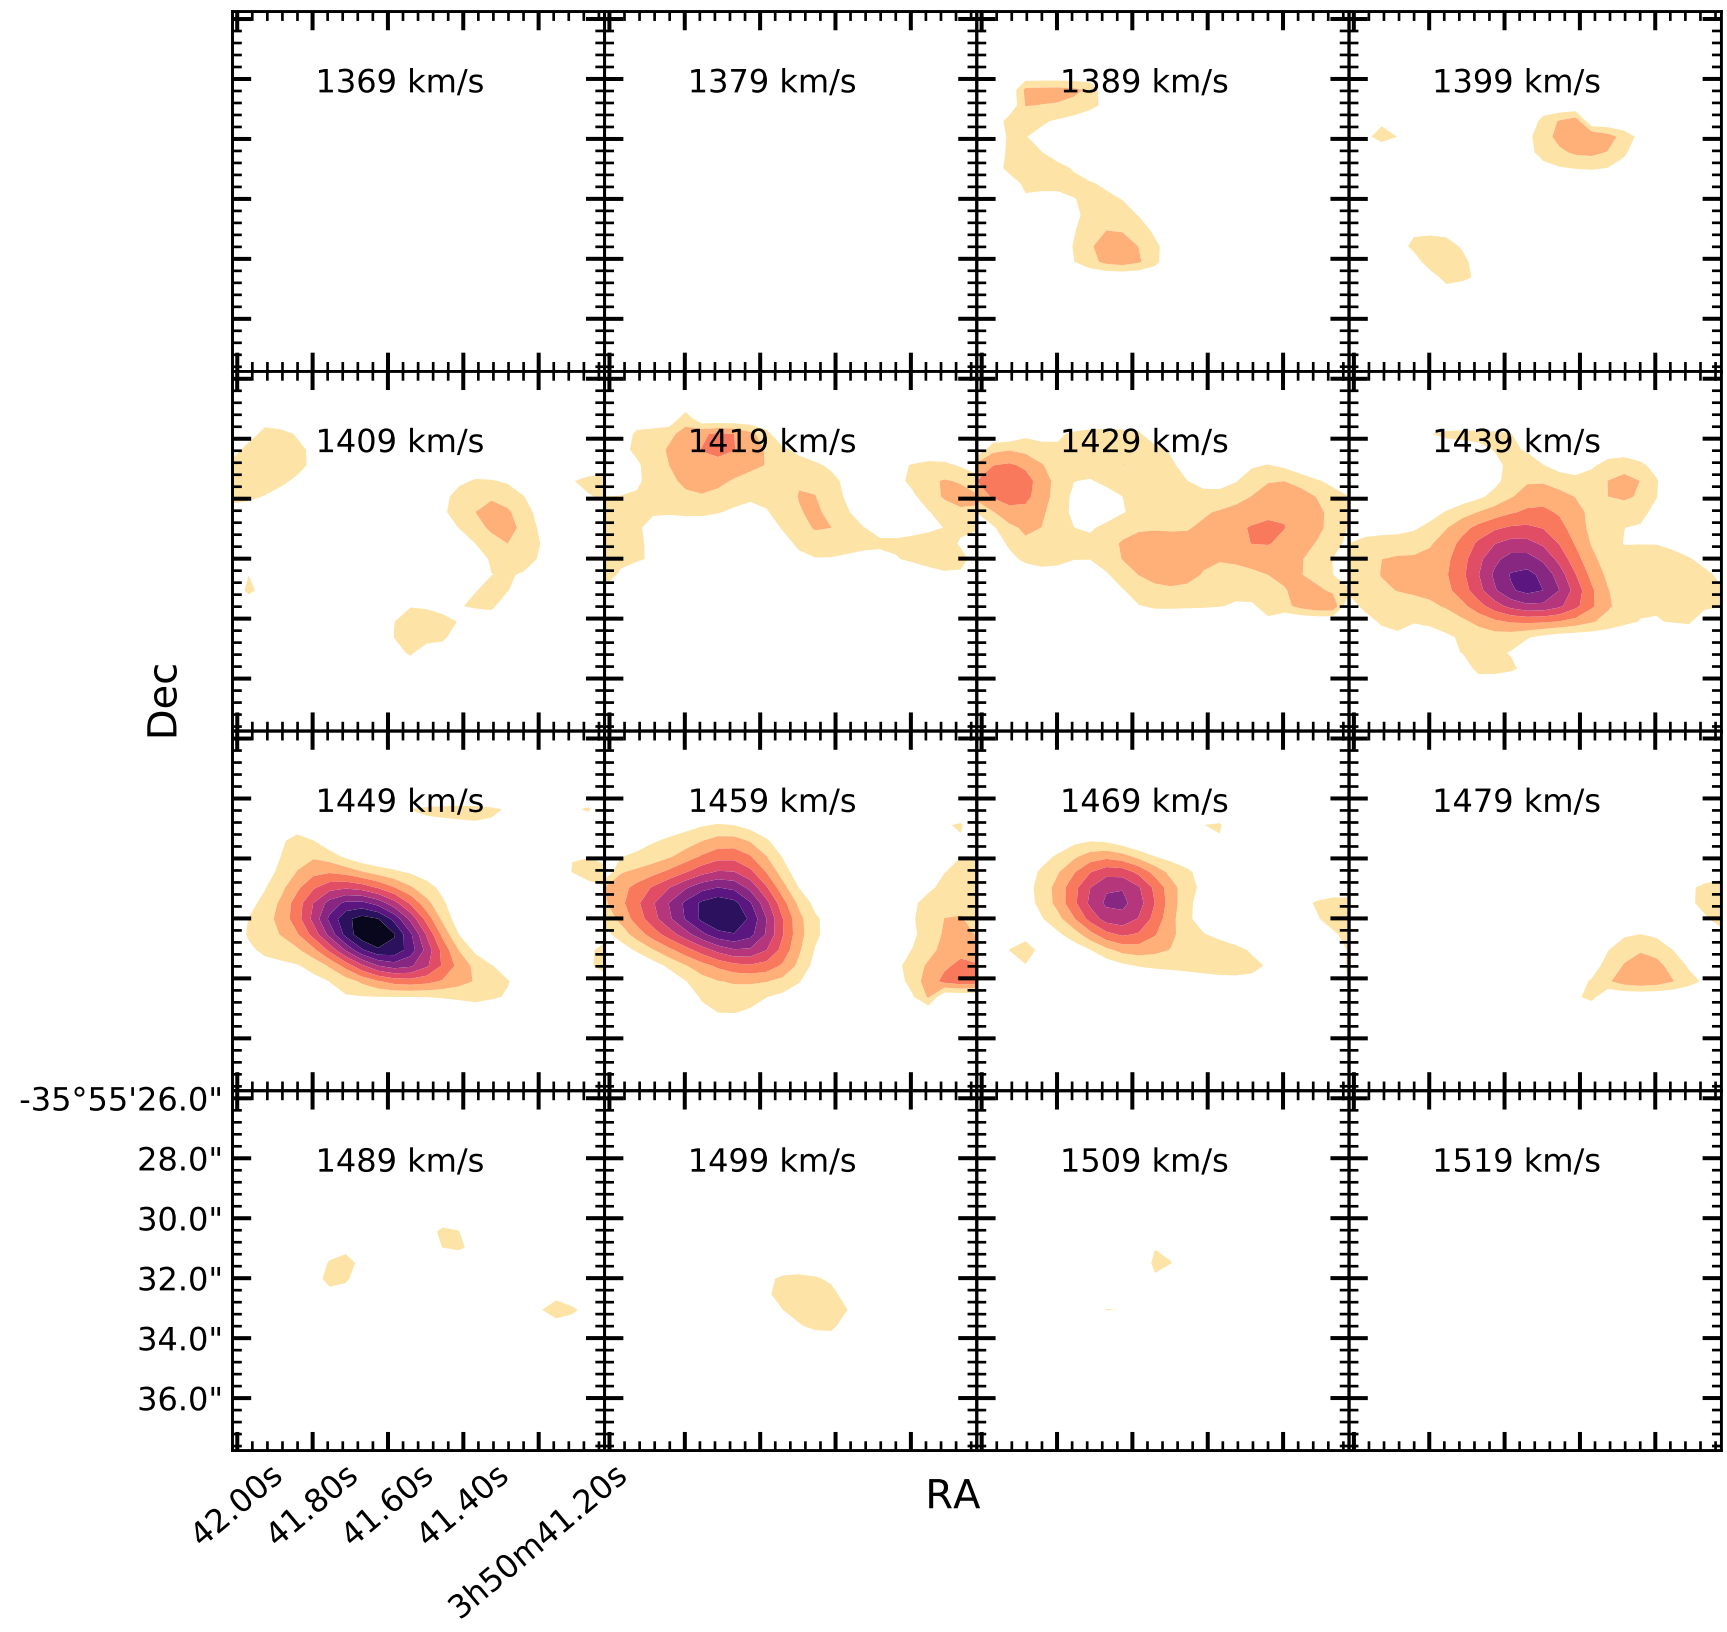 1369 km/s
1379 km/s
1389 km/s
1399 km/s
1409 km/s
1419 km/s
1429 km/s
1439 km/s
Dec
1449 km/s
1459 km/s
1469 km/s
1479 km/s
-35°55'26.0"
1489 km/s
1499 km/s
1509 km/s
1519 km/s
28.0"
30.0"
32.0"
34.0"
36.0"
42.00s
41.80s
41.60s
41.40s
3h50m41.20s
RA